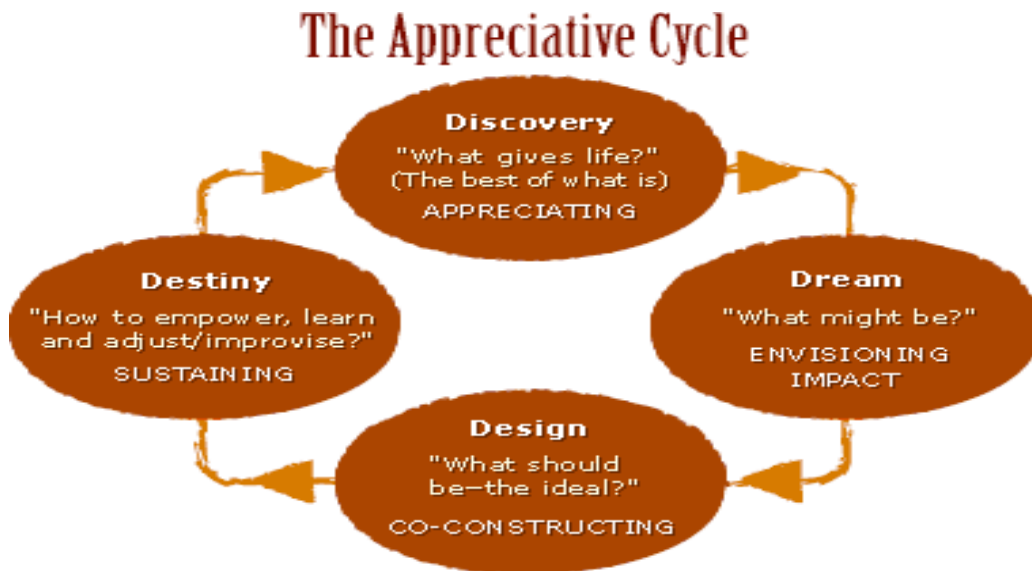 The Appreciative Cycle
Discovery
"What gives life?"
(The best of what is)
APPRECIATING
Dream
"What might be?"
ENVISIONING
IMPACT
Design
"What should
be—the ideal?"
CO-CONSTRUCTING
Destiny
"How to empower, learn
and adjust/improvise?"
SUSTAINING